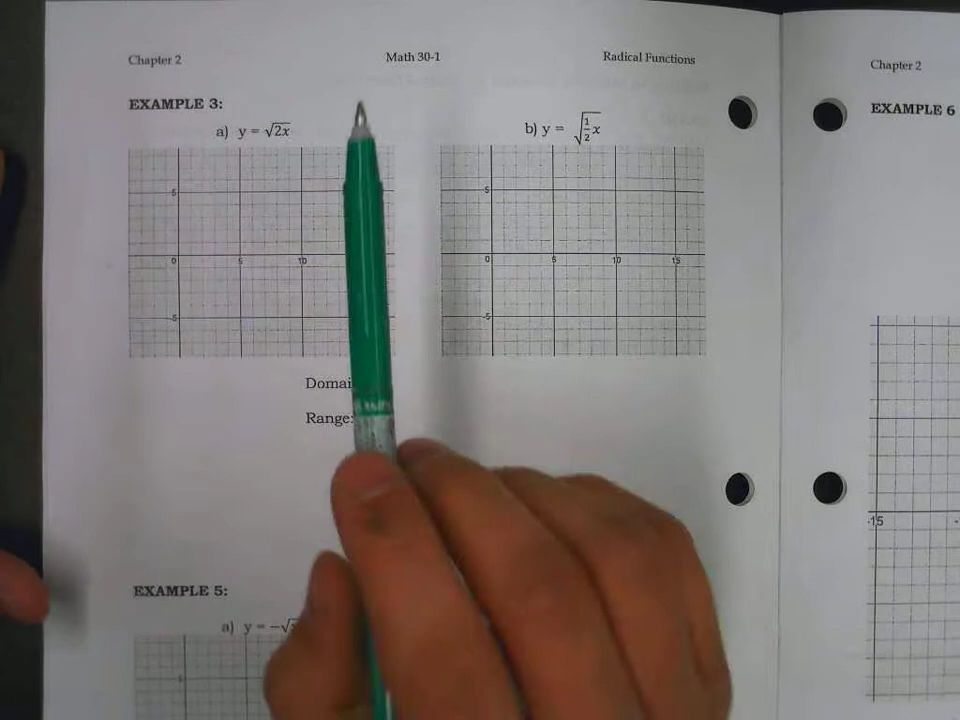 Chapter 2 Math 30-1 Radical Functions
EXAMPLE 3:
a) y = √2x b) y = √1/2 x
5 5
0 5 10 0 5 10 15
-5 -5
Domai
Range:
EXAMPLE 5:
a) y = -√
Chapter 2
EXAMPLE 6
-15